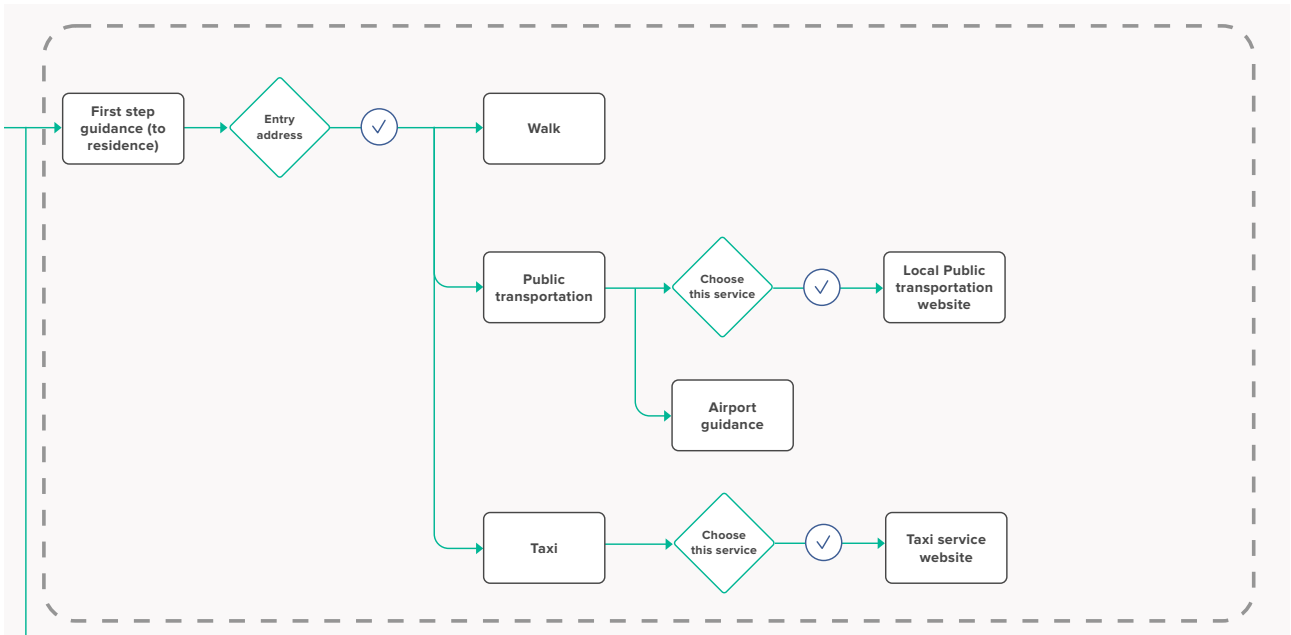 First step
guidance (to
residence)
Entry
address
Walk
Public
transportation
Choose
this service
Local Public
transportation
website
Airport
guidance
Taxi
Choose
this service
Taxi service
website